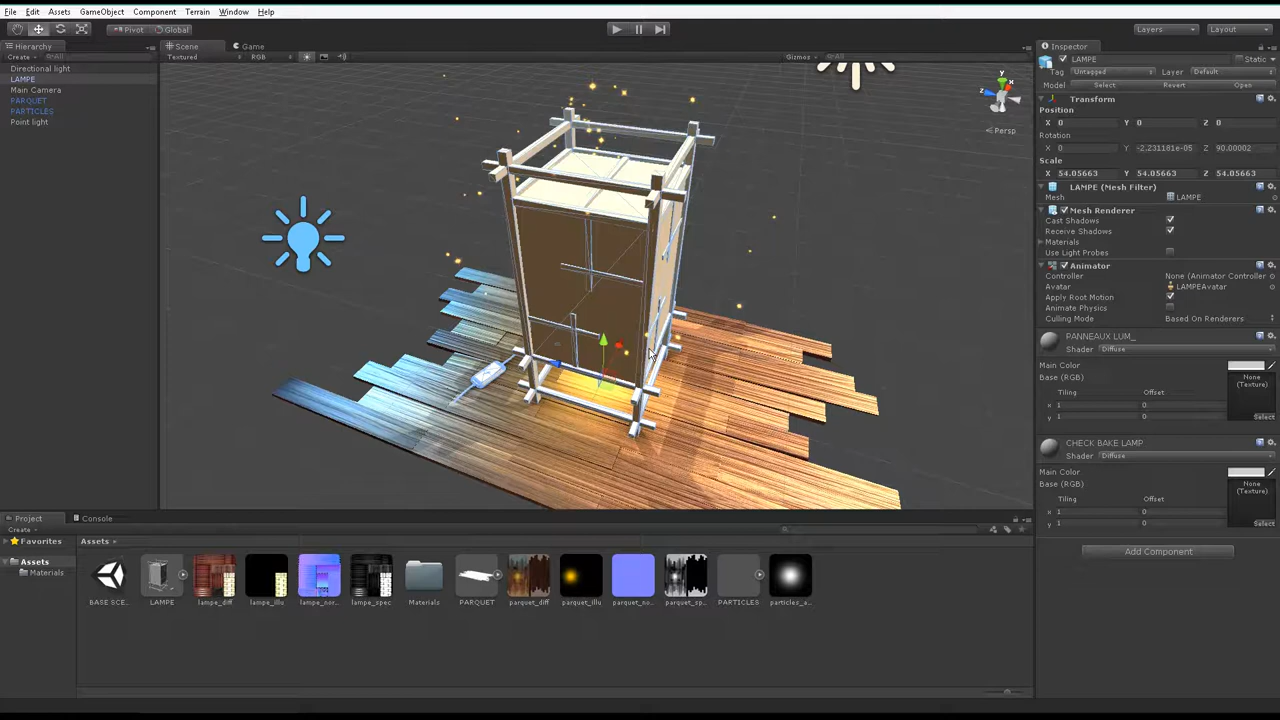 File Edit Assets GameObject Component Terrain Window Help
Pivot Global Layers Layout
Hierarchy Scene Game Inspector
Create All Textured RGB Gizmos All
Directional light
LAMPE
Main Camera
PARQUET
PARTICLES
Point light
y
x
z
Persp
LAMPE Static
Tag Untagged Layer Default
Model Select Revert Open
Transform
Position
X 0 Y 0 Z 0
Rotation
X 0 Y -2.231181e-05 Z 90.00002
Scale
X 54.05663 Y 54.05663 Z 54.05663
LAMPE (Mesh Filter)
Mesh LAMPE
Mesh Renderer
Cast Shadows
Receive Shadows
Materials
Use Light Probes
Animator
Controller None (Animator Controller
Avatar LAMPEAvatar
Apply Root Motion
Animate Physics
Culling Mode Based On Renderers
PANNEAUX LUM_
Shader Diffuse
Main Color
Base (RGB)
None
(Texture)
Tiling Offset
x 1 0
y 1 0
Select
CHECK BAKE LAMP
Shader Diffuse
Main Color
Base (RGB)
None
(Texture)
Tiling Offset
x 1 0
y 1 0
Select
Add Component
Project Console
Create
Favorites
Assets
Materials
Assets
BASE SCE...
LAMPE
lampe_diff
lampe_illu
lampe_nor...
lampe_spec
Materials
PARQUET
parquet_diff
parquet_illu
parquet_no...
parquet_sp...
PARTICLES
particles_a...